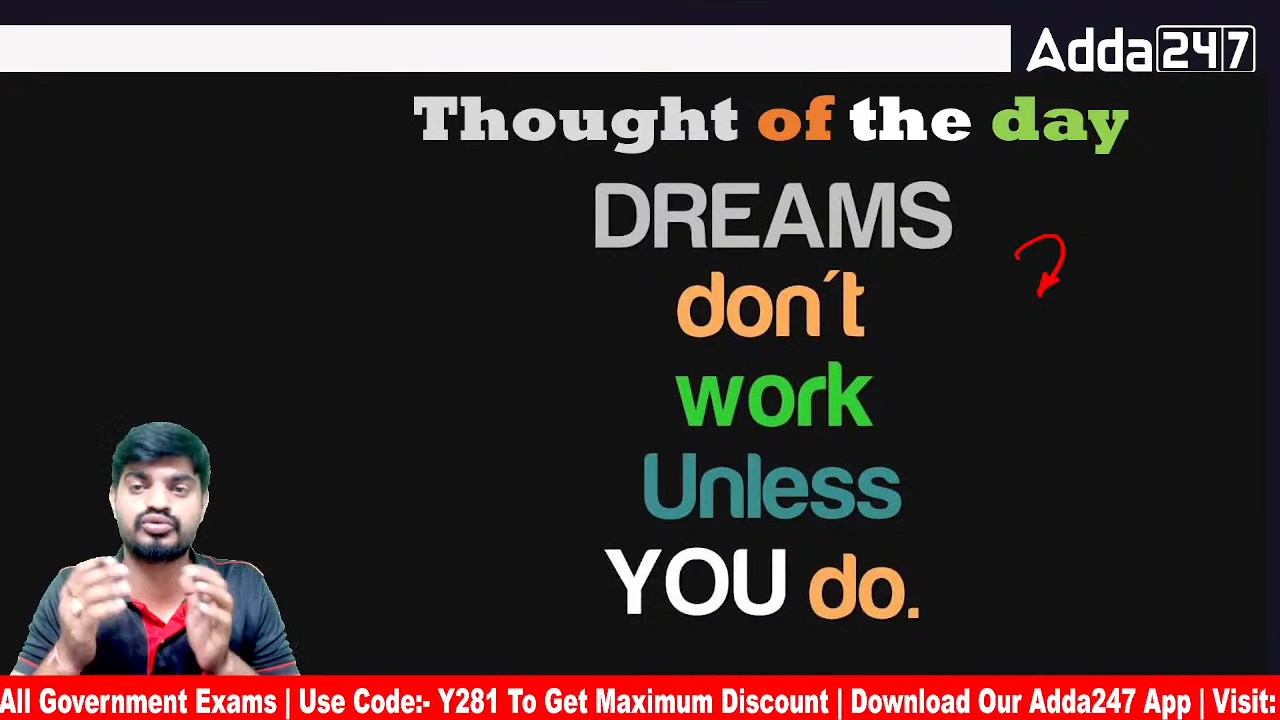 Adda247
Thought of the day
DREAMS
don´t
work
Unless
YOU do.
All Government Exams | Use Code:- Y281 To Get Maximum Discount | Download Our Adda247 App | Visit: